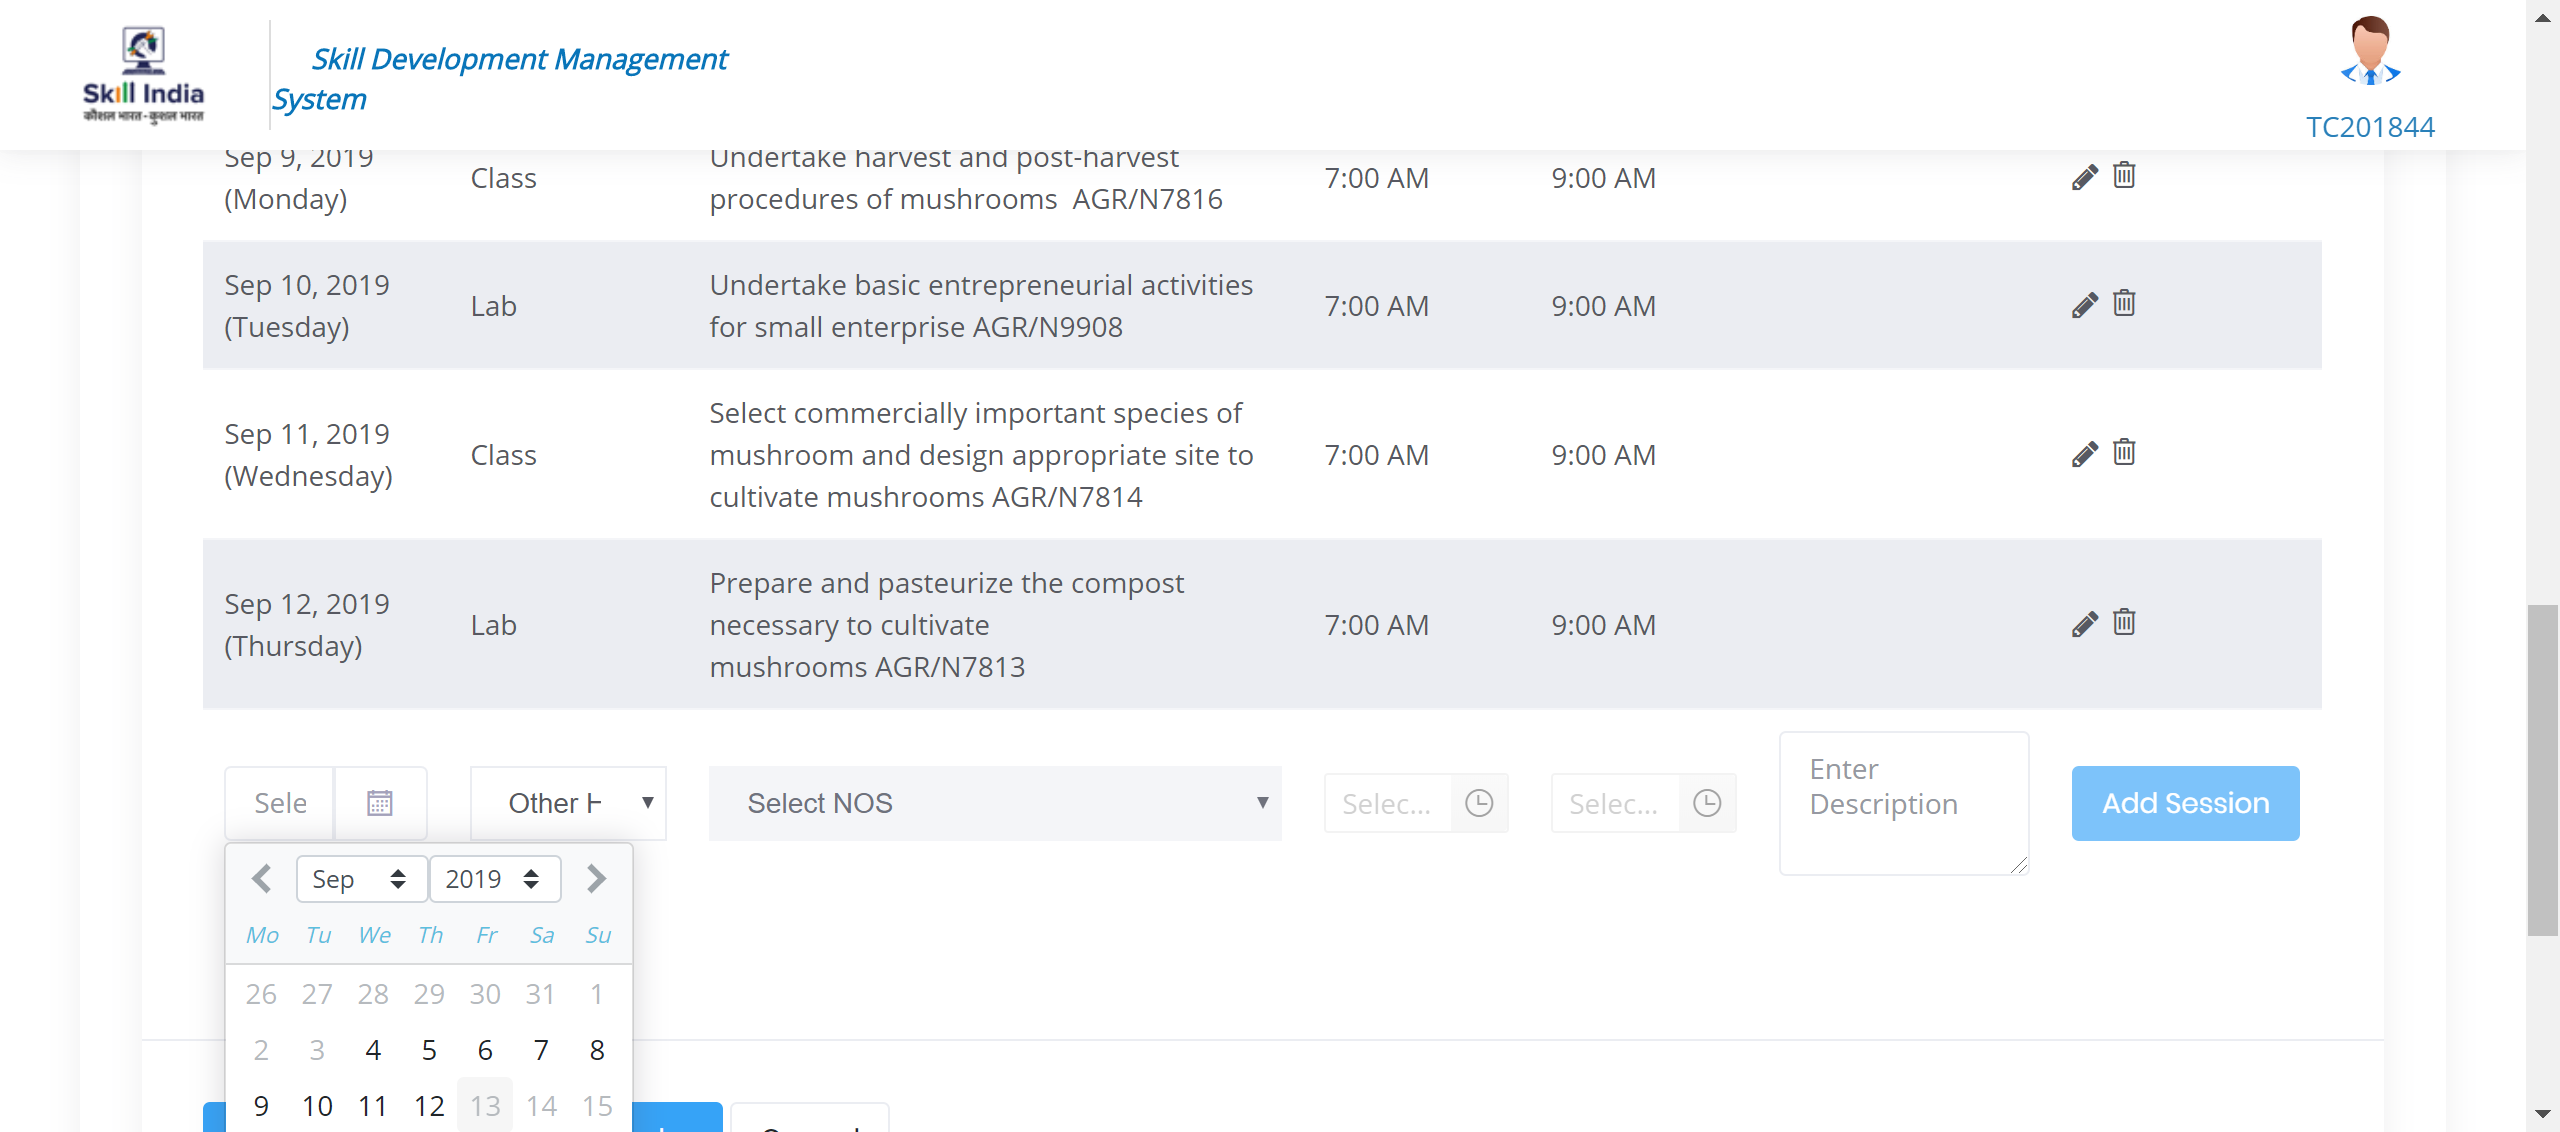 Skill India
कौशल भारत - कुशल भारत
Skill Development Management
System
TC201844
Sep 9, 2019
(Monday)
Class
Undertake harvest and post-harvest
procedures of mushrooms AGR/N7816
7:00 AM
9:00 AM
Sep 10, 2019
(Tuesday)
Lab
Undertake basic entrepreneurial activities
for small enterprise AGR/N9908
7:00 AM
9:00 AM
Sep 11, 2019
(Wednesday)
Class
Select commercially important species of
mushroom and design appropriate site to
cultivate mushrooms AGR/N7814
7:00 AM
9:00 AM
Sep 12, 2019
(Thursday)
Lab
Prepare and pasteurize the compost
necessary to cultivate
mushrooms AGR/N7813
7:00 AM
9:00 AM
Sele
Other H
Select NOS
Selec...
Selec...
Enter
Description
Add Session
Sep 2019
Mo Tu We Th Fr Sa Su
26 27 28 29 30 31 1
2 3 4 5 6 7 8
9 10 11 12 13 14 15